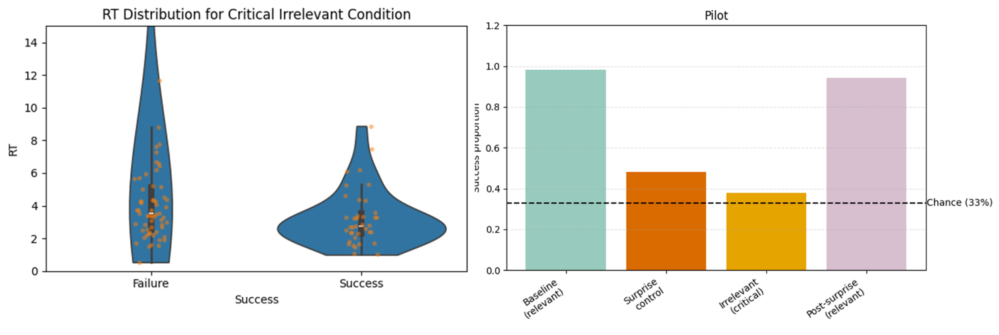 RT Distribution for Critical Irrelevant Condition
14
12
10
8
6
4
2
0
RT
Failure
Success
Success
Pilot
1.2
1.0
0.8
0.6
0.4
0.2
0.0
Success proportion
Chance (33%)
Baseline
(relevant)
Surprise
control
Irrelevant
(critical)
Post-surprise
(relevant)